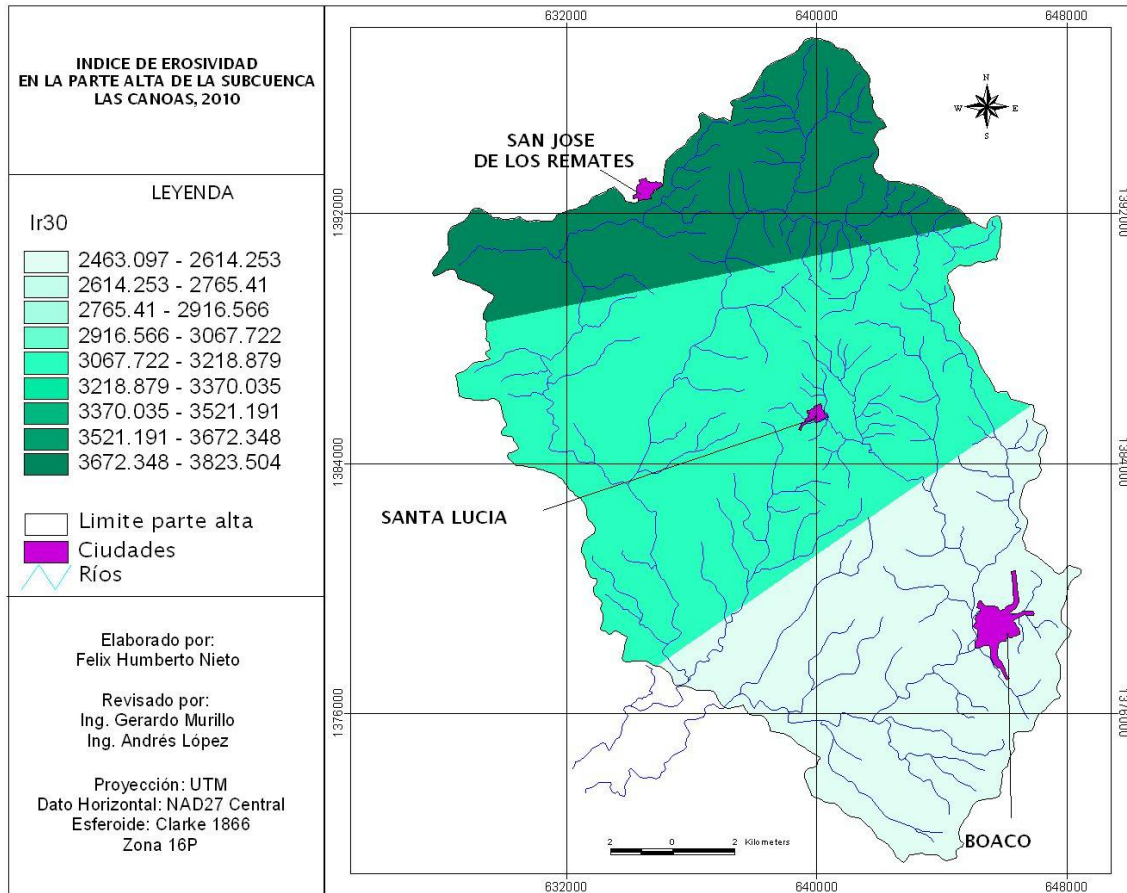 INDICE DE EROSIVIDAD
EN LA PARTE ALTA DE LA SUBCUENCA
LAS CANOAS, 2010
LEYENDA
Ir30
2463.097 - 2614.253
2614.253 - 2765.41
2765.41 - 2916.566
2916.566 - 3067.722
3067.722 - 3218.879
3218.879 - 3370.035
3370.035 - 3521.191
3521.191 - 3672.348
3672.348 - 3823.504
Limite parte alta
Ciudades
Ríos
Elaborado por:
Felix Humberto Nieto
Revisado por:
Ing. Gerardo Murillo
Ing. Andrés López
Proyección: UTM
Dato Horizontal: NAD27 Central
Esferoide: Clarke 1866
Zona 16P
632000 640000 648000
N
W E
S
SAN JOSE
DE LOS REMATES
1392000 1392000
1384000 1384000
SANTA LUCIA
1376000 1376000
2 0 2 Kilometers
BOACO
632000 640000 648000